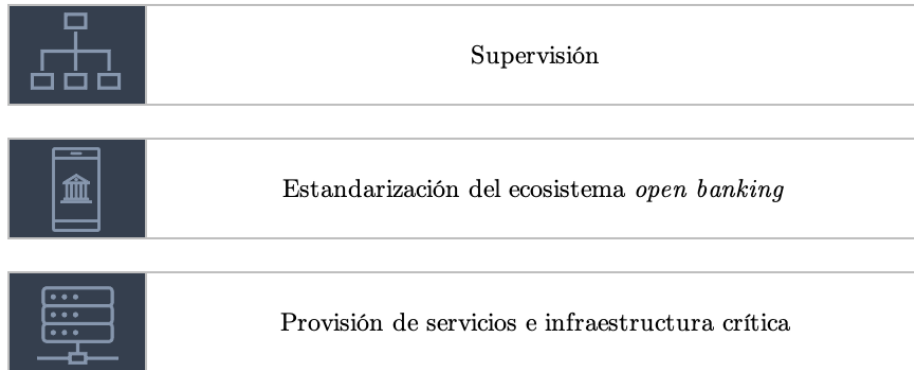 Supervisión
Estandarización del ecosistema open banking
Provisión de servicios e infraestructura crítica